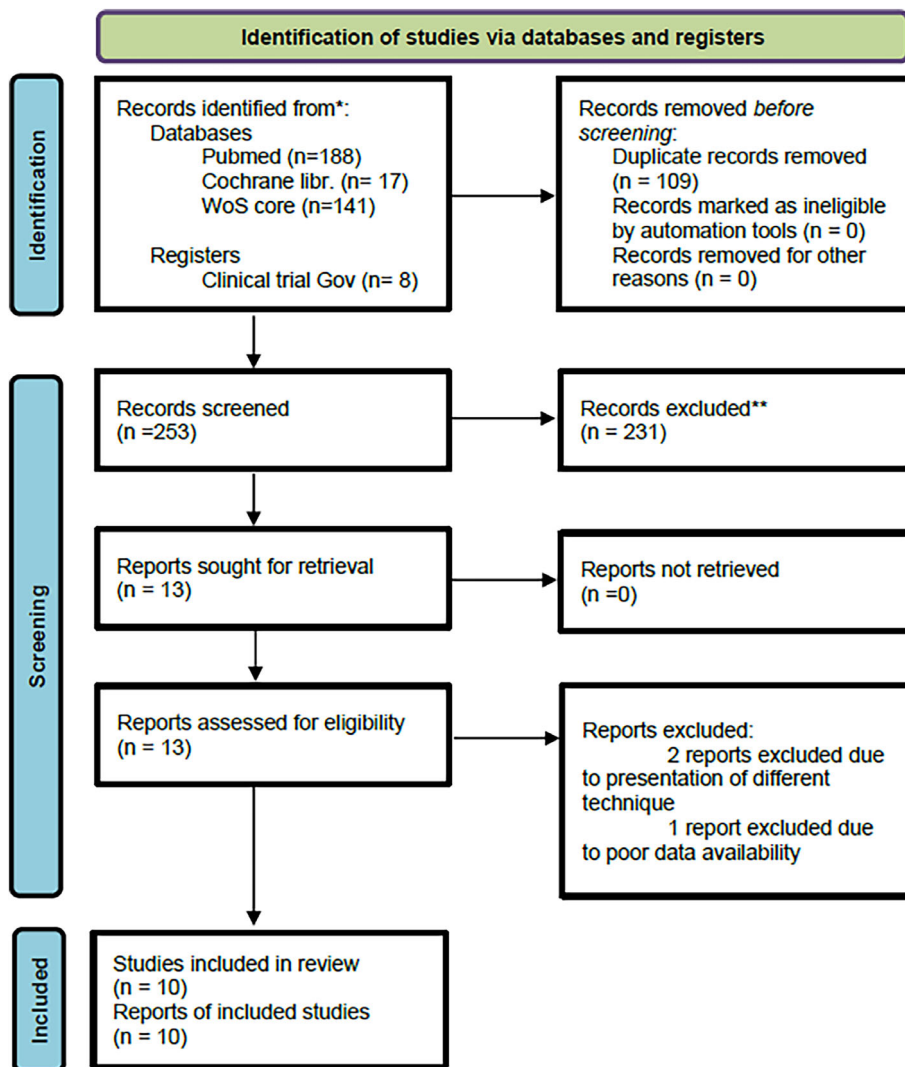 Identification of studies via databases and registers
Identification
Records identified from*:
Databases
Pubmed (n=188)
Cochrane libr. (n= 17)
WoS core (n=141)
Registers
Clinical trial Gov (n= 8)
Records removed before
screening:
Duplicate records removed
(n = 109)
Records marked as ineligible
by automation tools (n = 0)
Records removed for other
reasons (n = 0)
Screening
Records screened
(n =253)
Records excluded**
(n = 231)
Reports sought for retrieval
(n = 13)
Reports not retrieved
(n =0)
Reports assessed for eligibility
(n = 13)
Reports excluded:
2 reports excluded due
to presentation of different
technique
1 report excluded due
to poor data availability
Included
Studies included in review
(n = 10)
Reports of included studies
(n = 10)